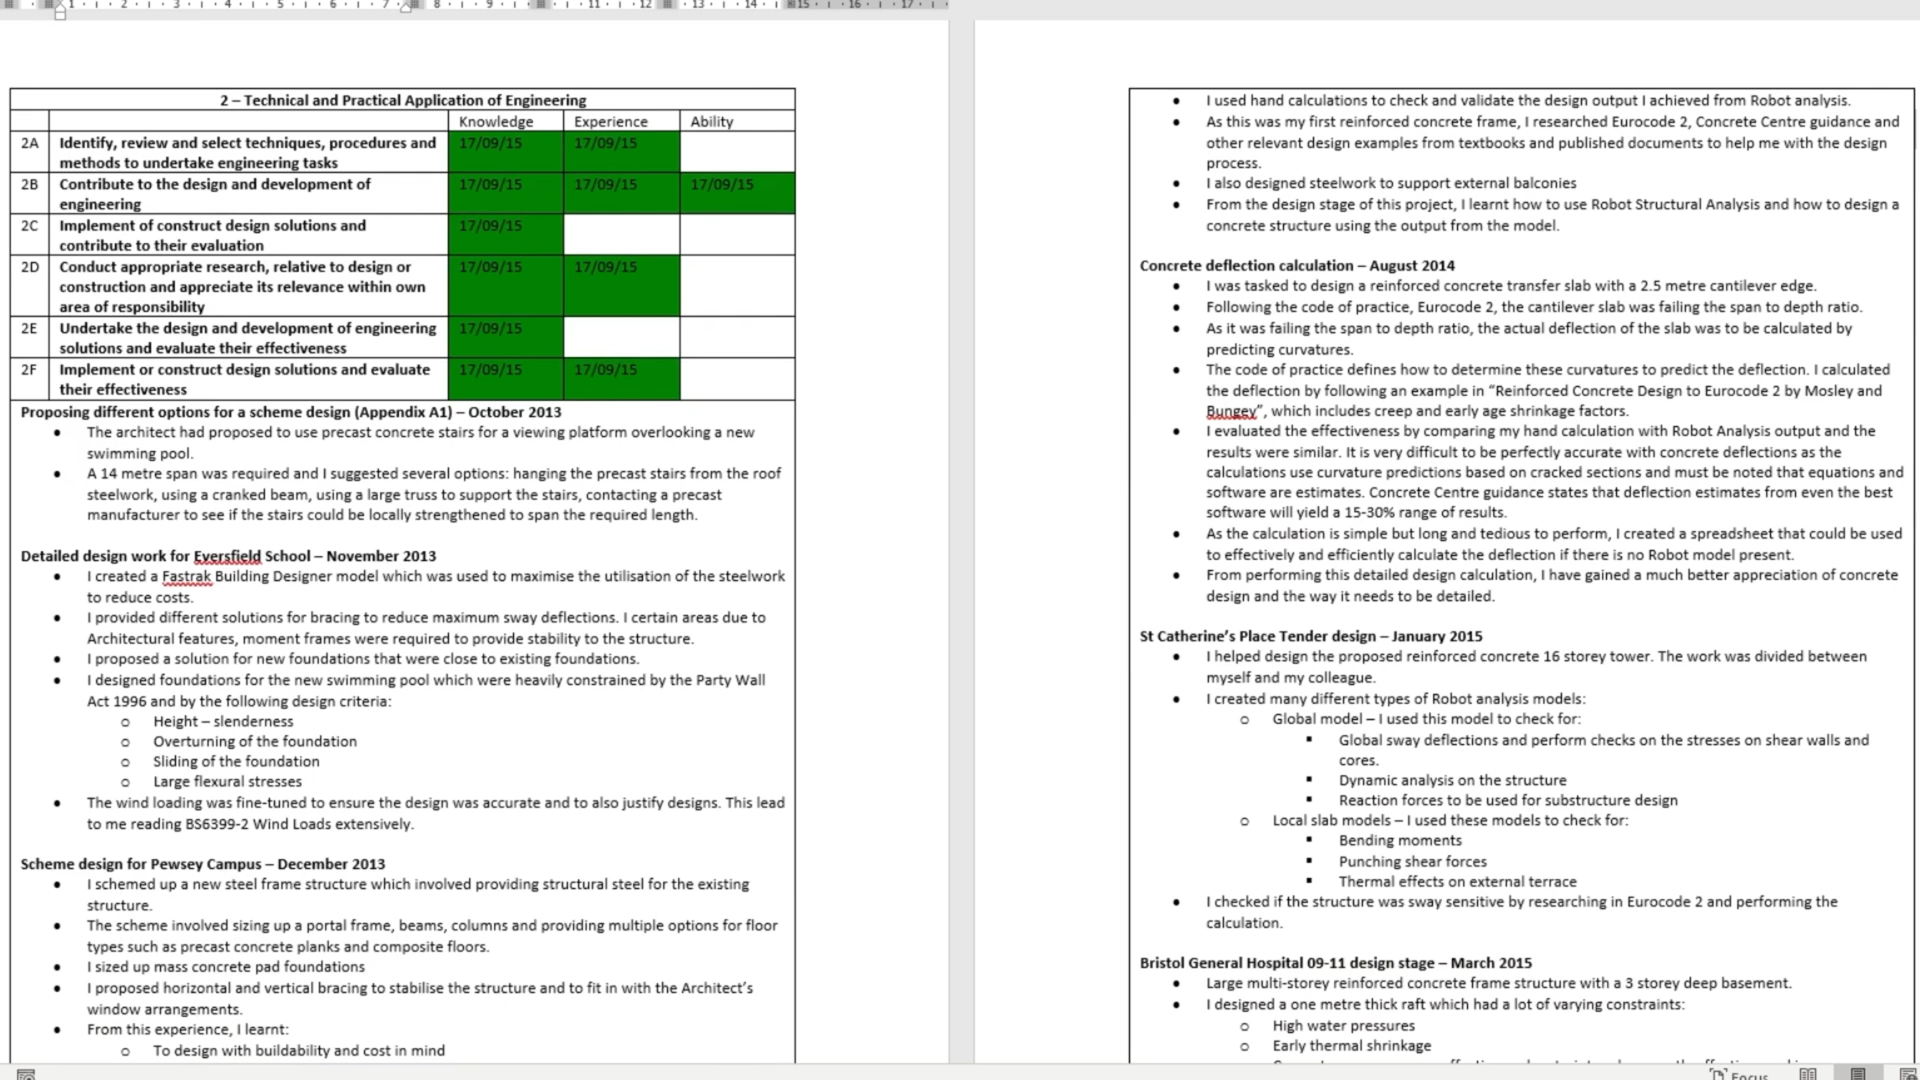 1 2 3 4 5 6 7 8 9 11 12 13 14 15 16 17
2 – Technical and Practical Application of Engineering
Knowledge Experience Ability
2A Identify, review and select techniques, procedures and 17/09/15 17/09/15
methods to undertake engineering tasks
2B Contribute to the design and development of 17/09/15 17/09/15 17/09/15
engineering
2C Implement of construct design solutions and 17/09/15
contribute to their evaluation
2D Conduct appropriate research, relative to design or 17/09/15 17/09/15
construction and appreciate its relevance within own
area of responsibility
2E Undertake the design and development of engineering 17/09/15
solutions and evaluate their effectiveness
2F Implement or construct design solutions and evaluate 17/09/15 17/09/15
their effectiveness
Proposing different options for a scheme design (Appendix A1) – October 2013
• The architect had proposed to use precast concrete stairs for a viewing platform overlooking a new
swimming pool.
• A 14 metre span was required and I suggested several options: hanging the precast stairs from the roof
steelwork, using a cranked beam, using a large truss to support the stairs, contacting a precast
manufacturer to see if the stairs could be locally strengthened to span the required length.
Detailed design work for Eversfield School – November 2013
• I created a Fastrak Building Designer model which was used to maximise the utilisation of the steelwork
to reduce costs.
• I provided different solutions for bracing to reduce maximum sway deflections. I certain areas due to
Architectural features, moment frames were required to provide stability to the structure.
• I proposed a solution for new foundations that were close to existing foundations.
• I designed foundations for the new swimming pool which were heavily constrained by the Party Wall
Act 1996 and by the following design criteria:
o Height – slenderness
o Overturning of the foundation
o Sliding of the foundation
o Large flexural stresses
• The wind loading was fine-tuned to ensure the design was accurate and to also justify designs. This lead
to me reading BS6399-2 Wind Loads extensively.
Scheme design for Pewsey Campus – December 2013
• I schemed up a new steel frame structure which involved providing structural steel for the existing
structure.
• The scheme involved sizing up a portal frame, beams, columns and providing multiple options for floor
types such as precast concrete planks and composite floors.
• I sized up mass concrete pad foundations
• I proposed horizontal and vertical bracing to stabilise the structure and to fit in with the Architect's
window arrangements.
• From this experience, I learnt:
o To design with buildability and cost in mind
• I used hand calculations to check and validate the design output I achieved from Robot analysis.
• As this was my first reinforced concrete frame, I researched Eurocode 2, Concrete Centre guidance and
other relevant design examples from textbooks and published documents to help me with the design
process.
• I also designed steelwork to support external balconies
• From the design stage of this project, I learnt how to use Robot Structural Analysis and how to design a
concrete structure using the output from the model.
Concrete deflection calculation – August 2014
• I was tasked to design a reinforced concrete transfer slab with a 2.5 metre cantilever edge.
• Following the code of practice, Eurocode 2, the cantilever slab was failing the span to depth ratio.
• As it was failing the span to depth ratio, the actual deflection of the slab was to be calculated by
predicting curvatures.
• The code of practice defines how to determine these curvatures to predict the deflection. I calculated
the deflection by following an example in “Reinforced Concrete Design to Eurocode 2 by Mosley and
Bungey”, which includes creep and early age shrinkage factors.
• I evaluated the effectiveness by comparing my hand calculation with Robot Analysis output and the
results were similar. It is very difficult to be perfectly accurate with concrete deflections as the
calculations use curvature predictions based on cracked sections and must be noted that equations and
software are estimates. Concrete Centre guidance states that deflection estimates from even the best
software will yield a 15-30% range of results.
• As the calculation is simple but long and tedious to perform, I created a spreadsheet that could be used
to effectively and efficiently calculate the deflection if there is no Robot model present.
• From performing this detailed design calculation, I have gained a much better appreciation of concrete
design and the way it needs to be detailed.
St Catherine's Place Tender design – January 2015
• I helped design the proposed reinforced concrete 16 storey tower. The work was divided between
myself and my colleague.
• I created many different types of Robot analysis models:
o Global model – I used this model to check for:
▪ Global sway deflections and perform checks on the stresses on shear walls and
cores.
▪ Dynamic analysis on the structure
▪ Reaction forces to be used for substructure design
o Local slab models – I used these models to check for:
▪ Bending moments
▪ Punching shear forces
▪ Thermal effects on external terrace
• I checked if the structure was sway sensitive by researching in Eurocode 2 and performing the
calculation.
Bristol General Hospital 09-11 design stage – March 2015
• Large multi-storey reinforced concrete frame structure with a 3 storey deep basement.
• I designed a one metre thick raft which had a lot of varying constraints:
o High water pressures
o Early thermal shrinkage
Focus